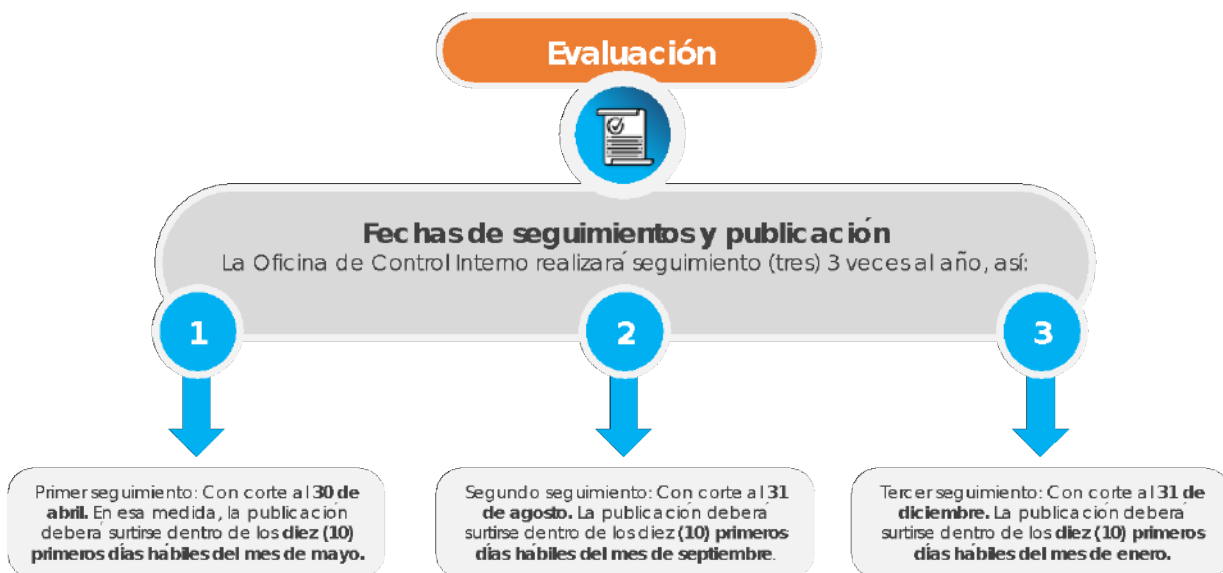 Evaluación
Fechas de seguimientos y publicación
La Oficina de Control Interno realizará seguimiento (tres) 3 veces al año, así:
1
2
3
Primer seguimiento: Con corte al 30 de
abril. En esa medida, la publicación
deberá surtirse dentro de los diez (10)
primeros días hábiles del mes de mayo.
Segundo seguimiento: Con corte al 31
de agosto. La publicación deberá
surtirse dentro de los diez (10) primeros
días hábiles del mes de septiembre.
Tercer seguimiento: Con corte al 31 de
diciembre. La publicación deberá
surtirse dentro de los diez (10) primeros
días hábiles del mes de enero.